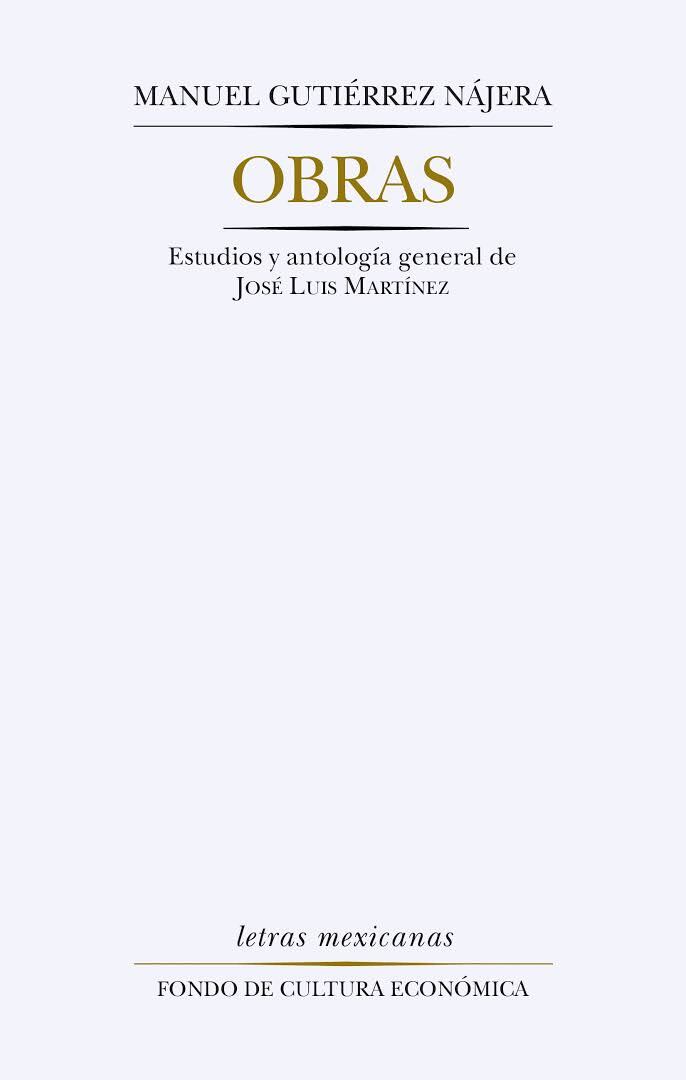 MANUEL GUTIÉRREZ NÁJERA
OBRAS
Estudios y antología general de
JOSÉ LUIS MARTÍNEZ
letras mexicanas
FONDO DE CULTURA ECONÓMICA